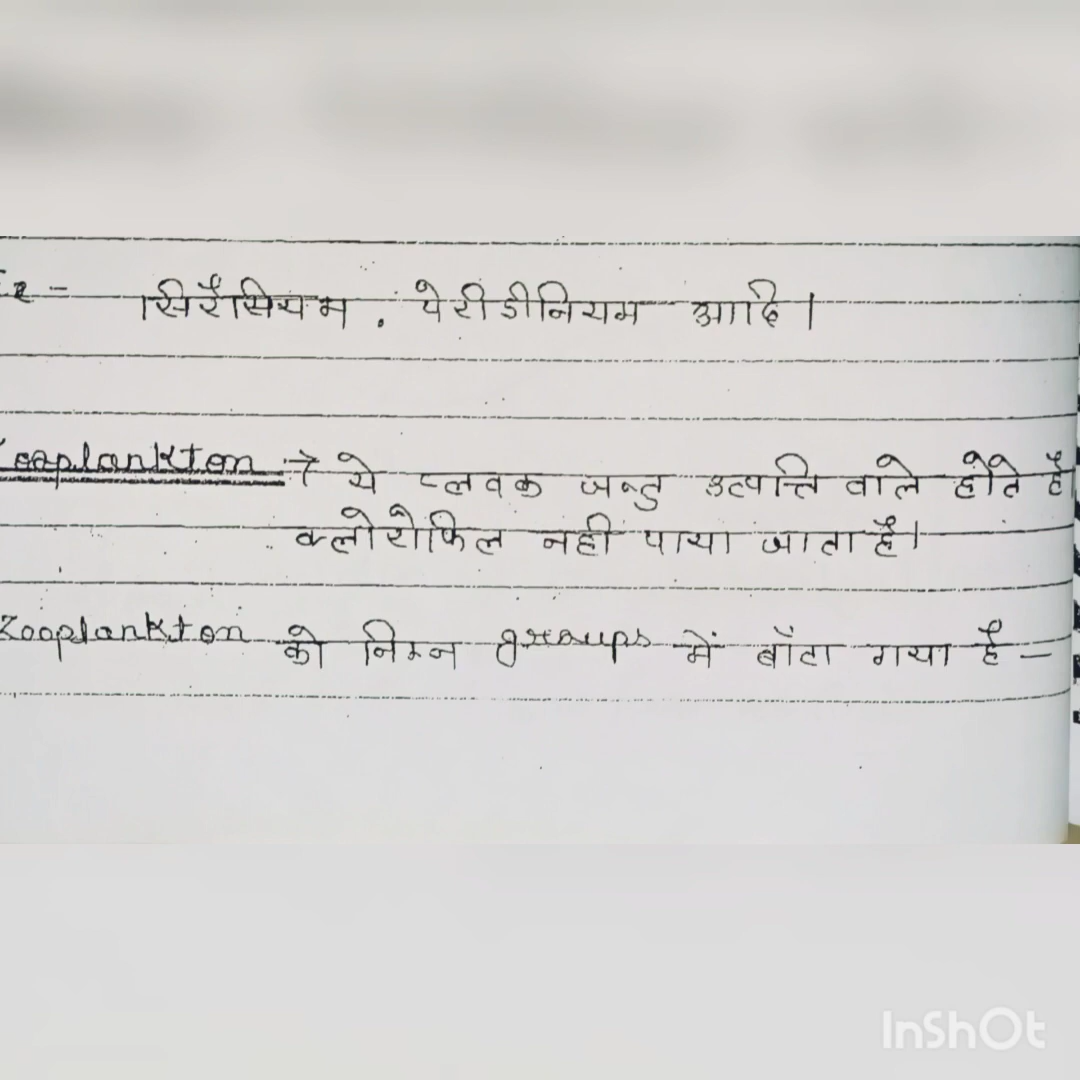 Ex - सिरैसियम, पेरीडीनियम आदि।
Zooplankton → ये प्लवक जन्तु उत्पत्ति वाले होते है
क्लोरोफिल नही पाया जाता है।
Zooplankton को निम्न groups में बाँटा गया है -
InShOt